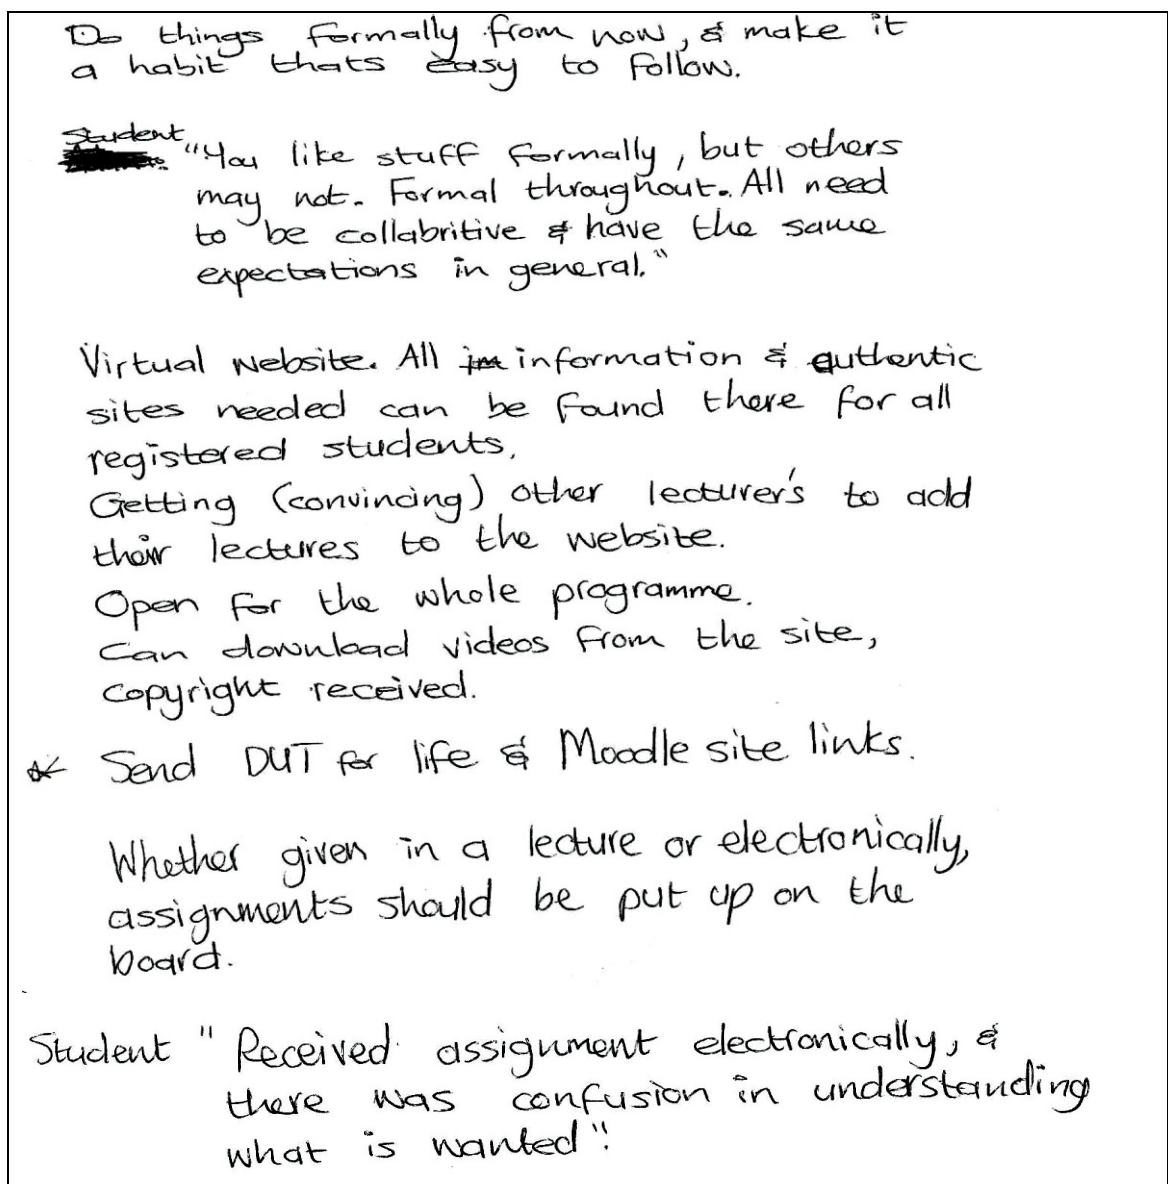 Do things formally from now, & make it
a habit thats easy to follow.
Student "You like stuff formally, but others
may not. Formal throughout. All need
to be collabritive & have the same
expectations in general."
Virtual website. All im information & authentic
sites needed can be found there for all
registered students.
Getting (convincing) other lecturer's to add
their lectures to the website.
Open for the whole programme.
Can download videos from the site,
copyright received.
* Send DUT for life & Moodle site links.
Whether given in a lecture or electronically,
assignments should be put up on the
board.
Student "Received assignment electronically, &
there was confusion in understanding
what is wanted".